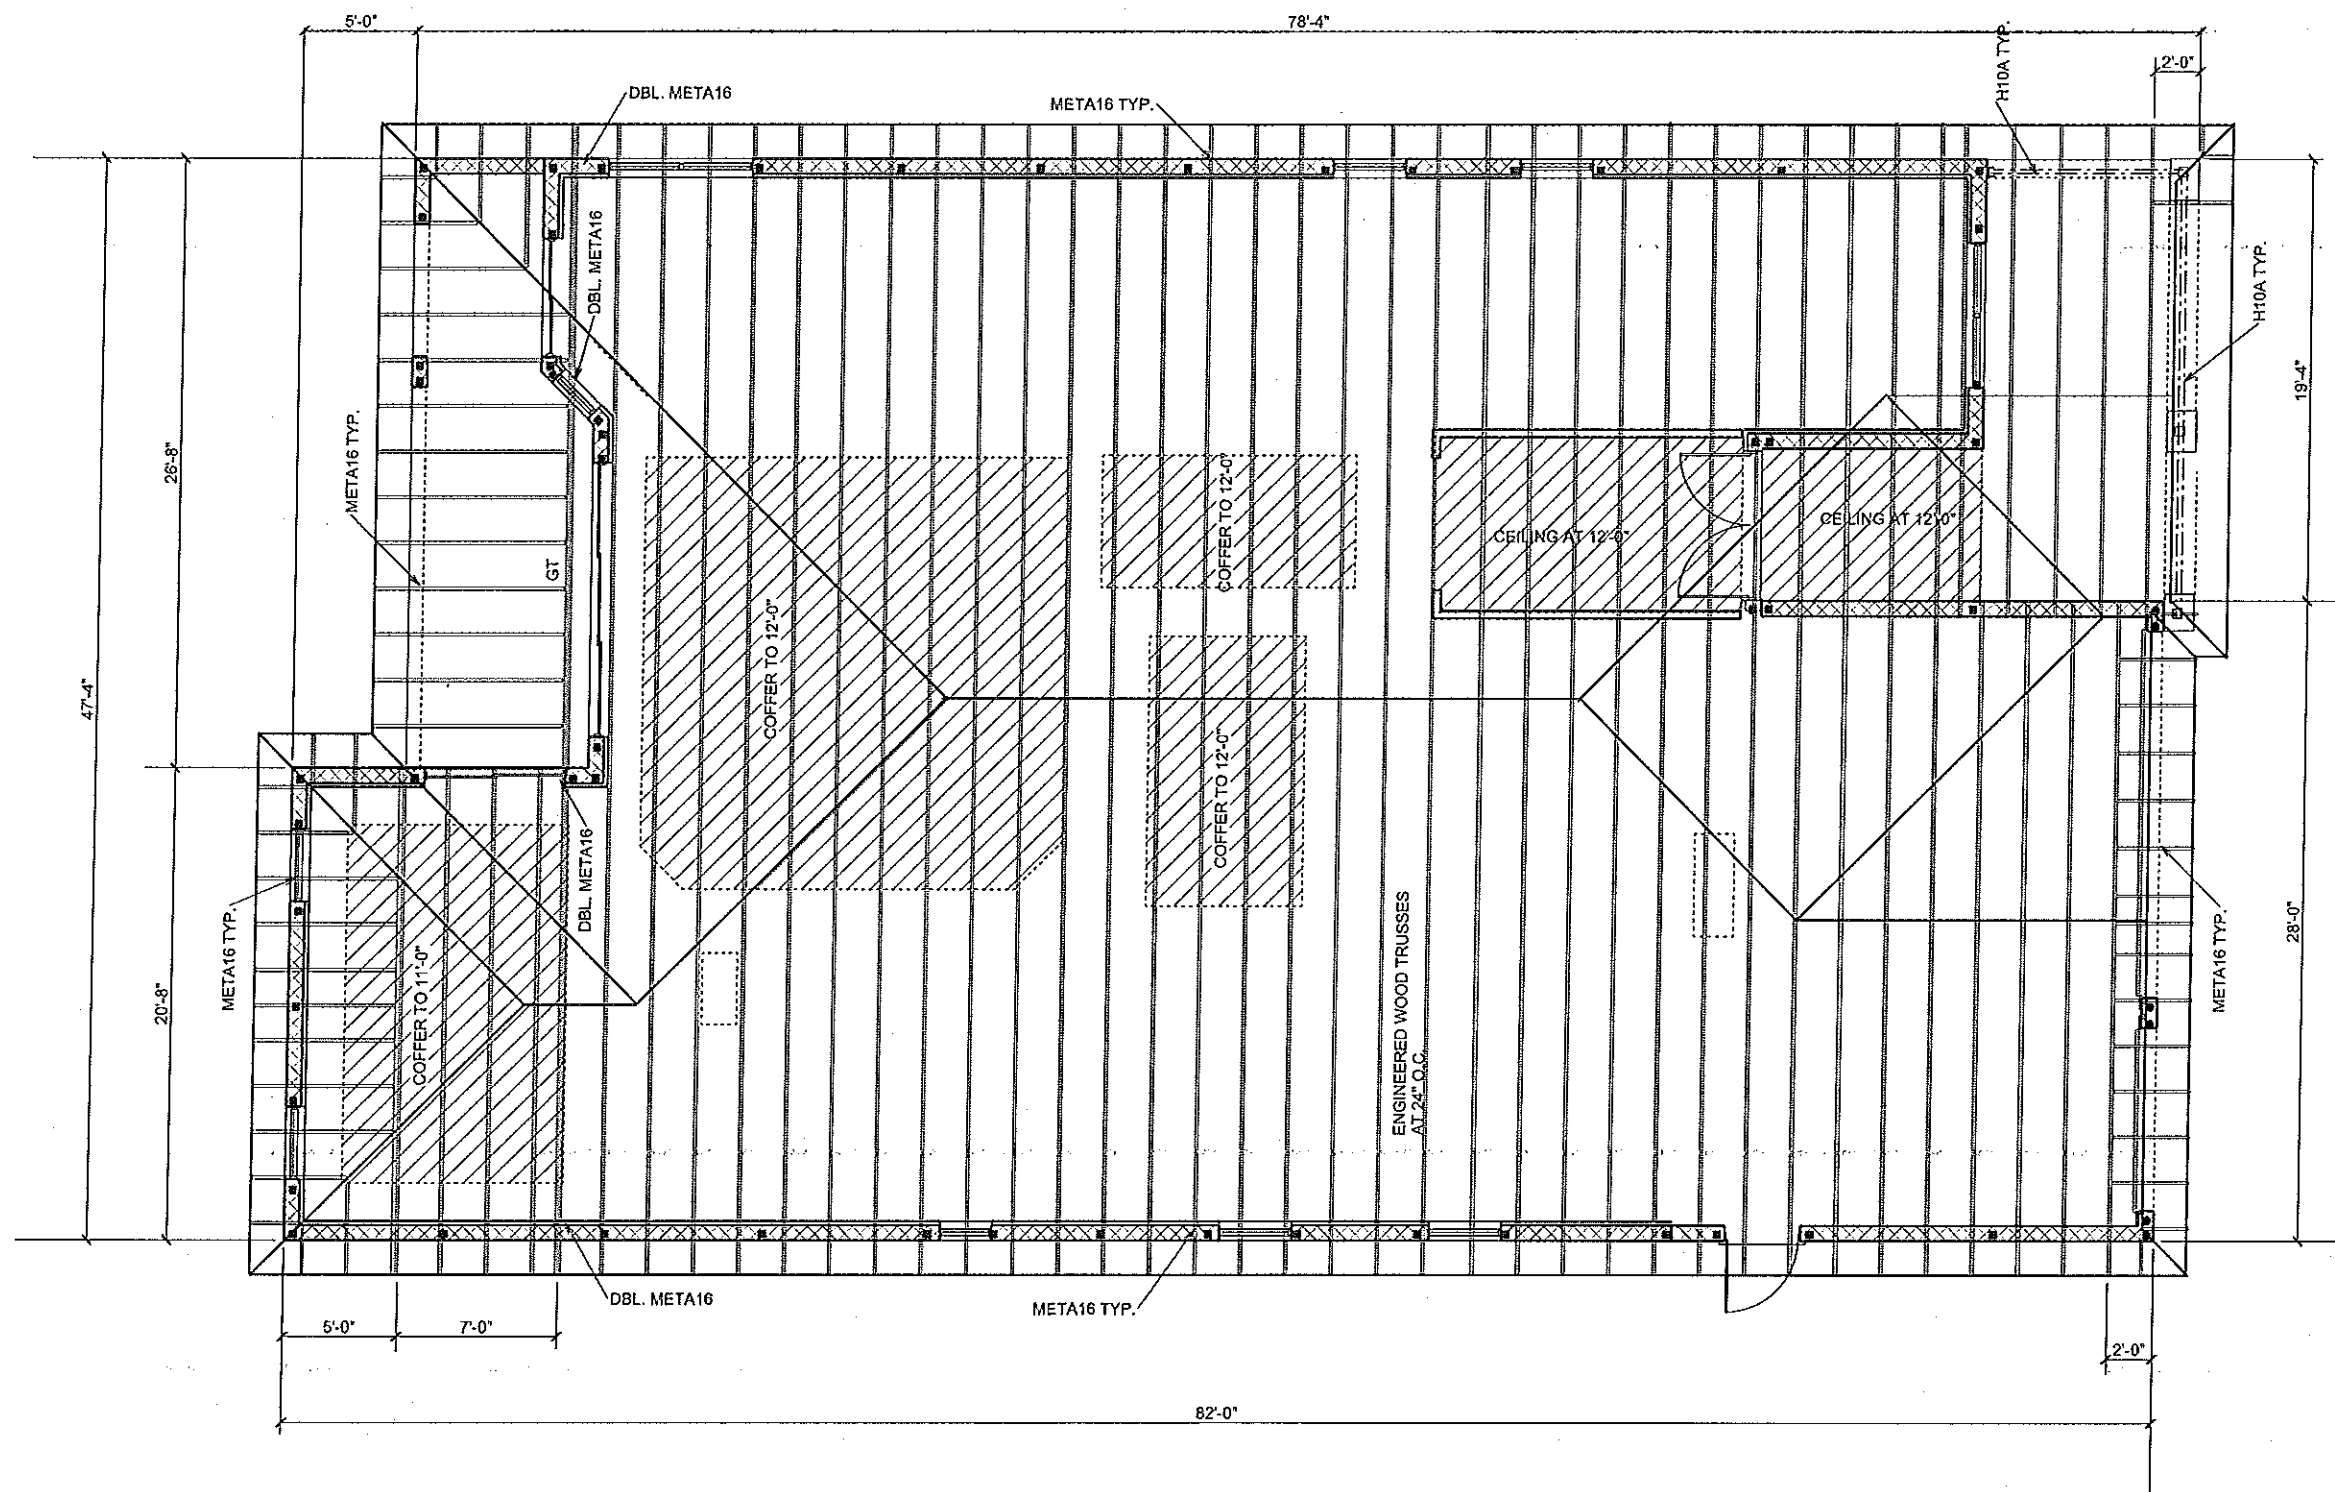 5'-0"
78'-4"
2'-0"
H10A TYP.
DBL. META16
META16 TYP.
DBL. META16
H10A TYP.
META16 TYP.
26'-8"
19'-4"
COFFER TO 12'-0"
CEILING AT 12'-0"
CEILING AT 12'-0"
GT
COFFER TO 12'-0"
47'-4"
COFFER TO 12'-0"
DBL. META16
META16 TYP.
COFFER TO 11'-0"
20'-8"
ENGINEERED WOOD TRUSSES
AT 24" O.C.
META16 TYP.
28'-0"
DBL. META16
META16 TYP.
5'-0"
7'-0"
2'-0"
82'-0"